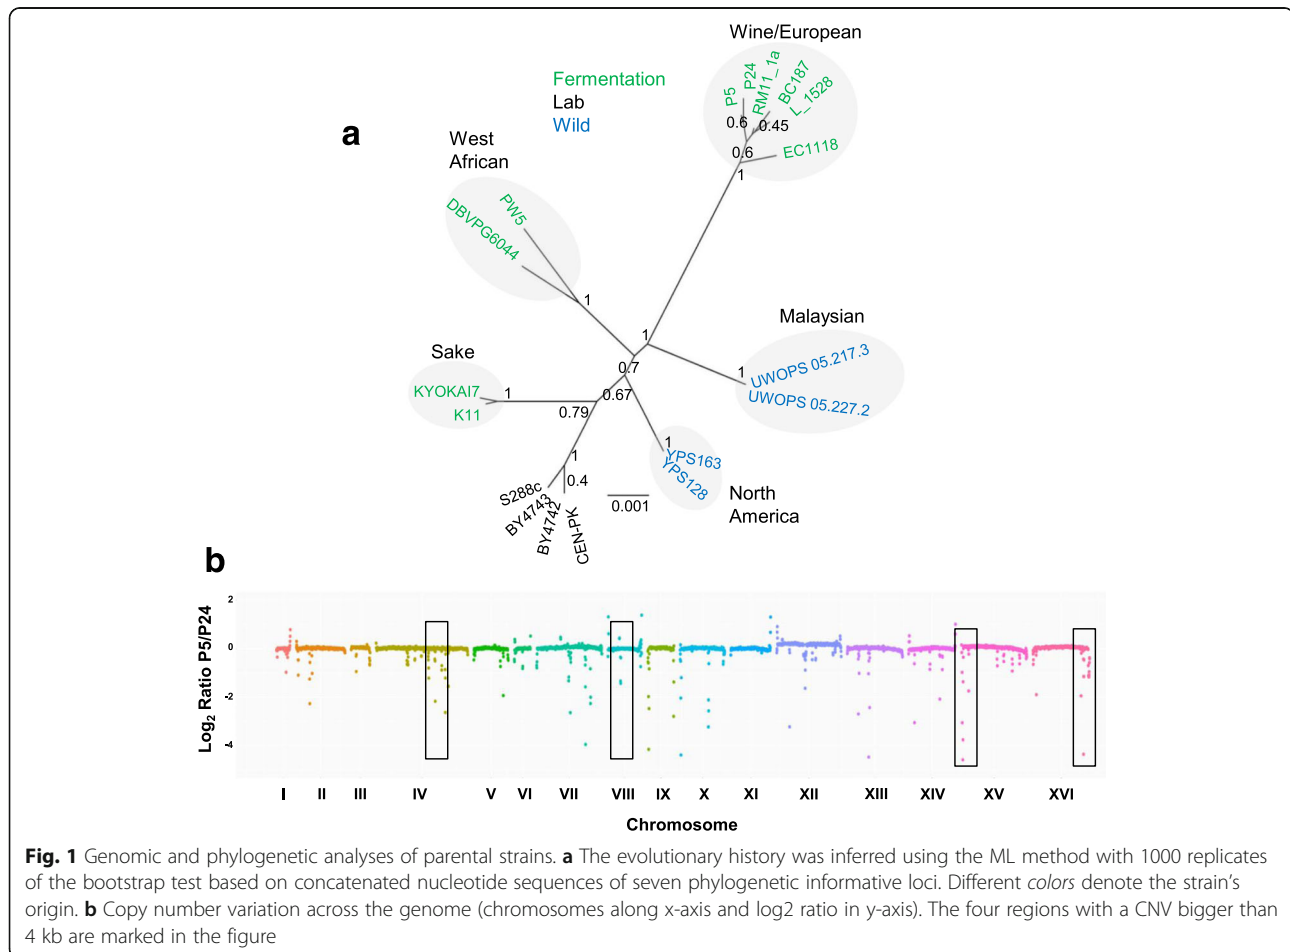 a
Fermentation
Lab
Wild
Wine/European
P5
P24
RM11_1a
BC187
L_1528
EC1118
0.6
0.45
0.6
1
West
African
PW5
DBVPG6044
1
Malaysian
UWOPS 05.217.3
UWOPS 05.227.2
1
1
0.7
0.67
Sake
KYOKAI7
K11
1
0.79
1
0.4
S288c
BY4743
BY4742
CEN-PK
0.001
1
YPS163
YPS128
North
America
b
Log2 Ratio P5/P24
2
0
-2
-4
I II III IV V VI VII VIII IX X XI XII XIII XIV XV XVI
Chromosome
Fig. 1 Genomic and phylogenetic analyses of parental strains. a The evolutionary history was inferred using the ML method with 1000 replicates
of the bootstrap test based on concatenated nucleotide sequences of seven phylogenetic informative loci. Different colors denote the strain's
origin. b Copy number variation across the genome (chromosomes along x-axis and log2 ratio in y-axis). The four regions with a CNV bigger than
4 kb are marked in the figure